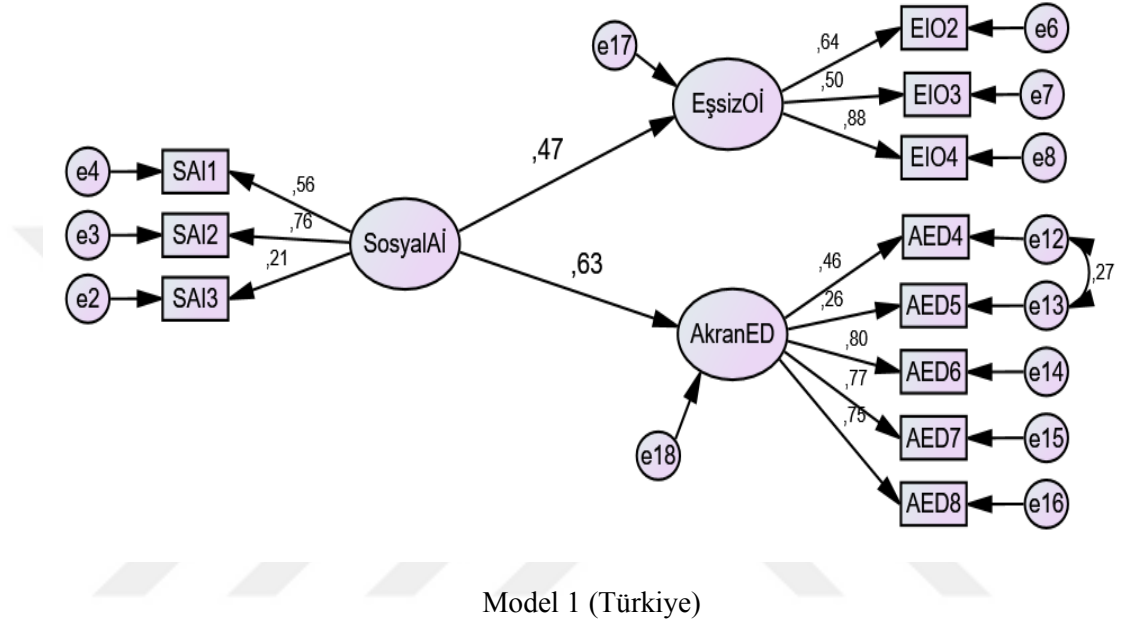 e17
EIO2
e6
,64
,50
EşsizOİ
EIO3
e7
,88
,47
EIO4
e8
e4
SAI1
,56
e3
SAI2
,76
SosyalAİ
,21
e2
SAI3
AED4
e12
,63
,46
,27
,26
AED5
e13
AkranED
,80
AED6
e14
,77
,75
AED7
e15
e18
AED8
e16
Model 1 (Türkiye)